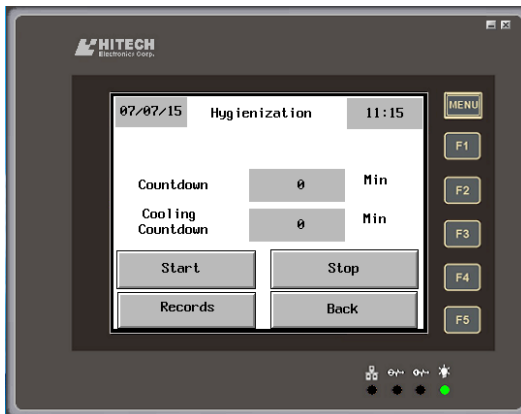 HITECH
Electronics Corp.
07/07/15 Hygienization 11:15
MENU
F1
Countdown 0 Min
F2
Cooling
Countdown 0 Min
F3
Start Stop
F4
Records Back
F5